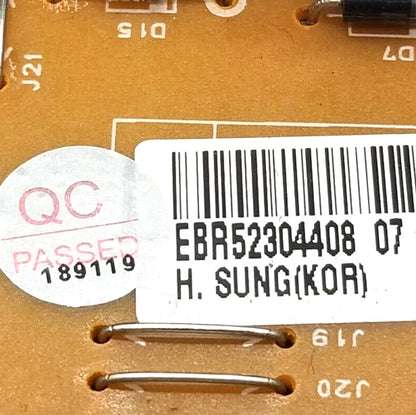 D15
D7
J21
QC
PASSED
189119
EBR52304408 07
H. SUNG(KOR)
J19
J20